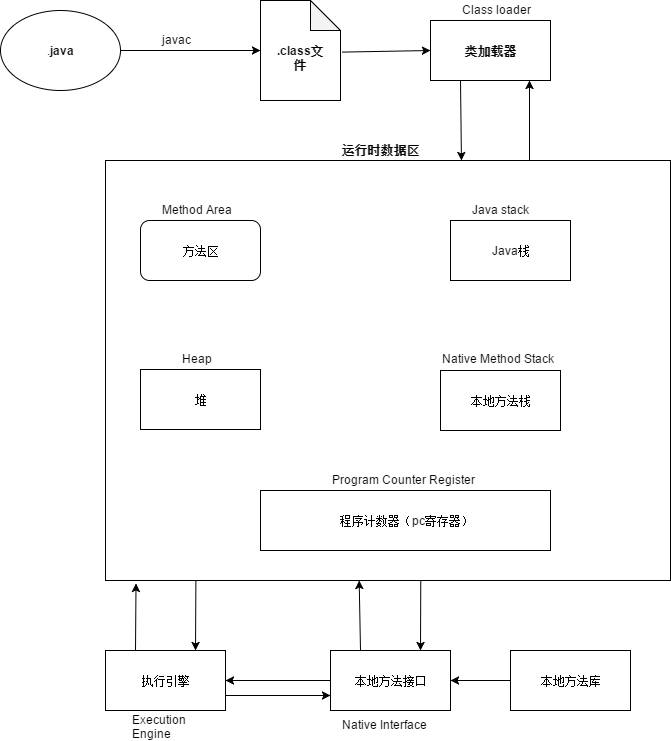 Class loader
.java
javac
.class文
件
类加载器
运行时数据区
Method Area
Java stack
方法区
Java栈
Heap
Native Method Stack
堆
本地方法栈
Program Counter Register
程序计数器（pc寄存器）
执行引擎
本地方法接口
本地方法库
Execution
Engine
Native Interface